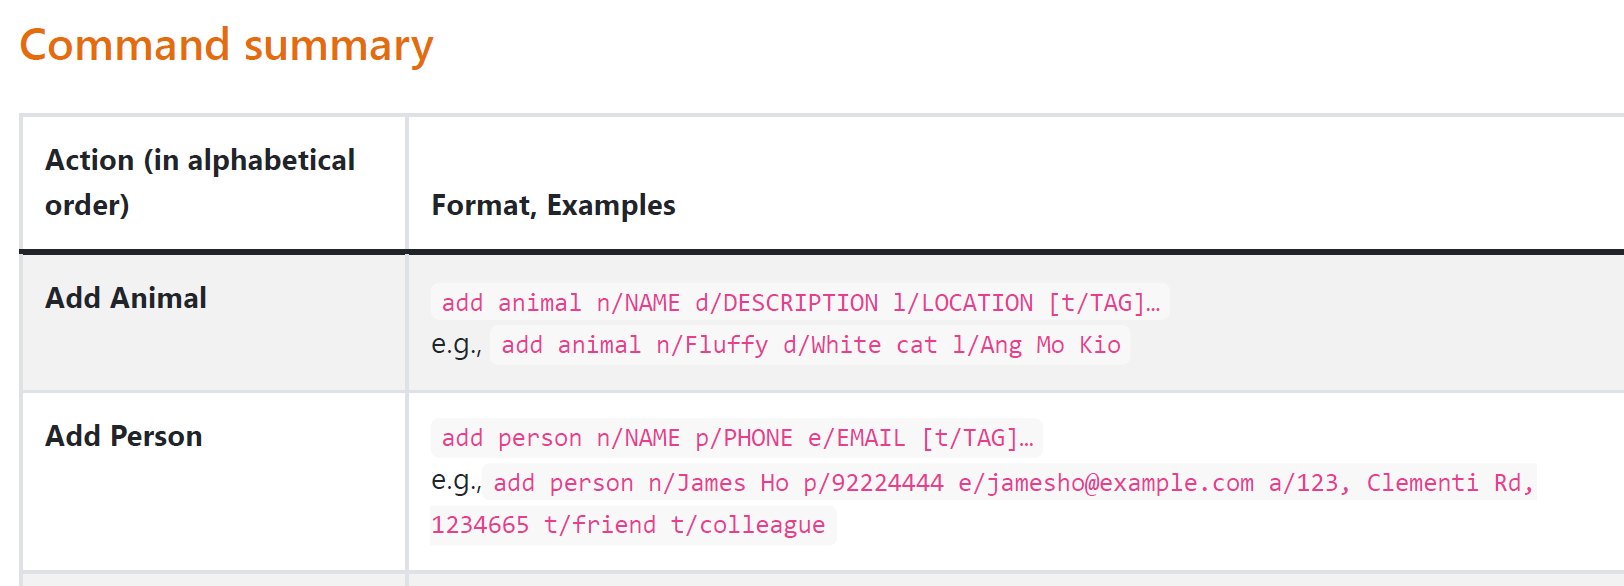 Command summary
Action (in alphabetical
order)
Format, Examples
Add Animal
add animal n/NAME d/DESCRIPTION l/LOCATION [t/TAG]…
e.g., add animal n/Fluffy d/White cat l/Ang Mo Kio
Add Person
add person n/NAME p/PHONE e/EMAIL [t/TAG]…
e.g., add person n/James Ho p/92224444 e/jamesho@example.com a/123, Clementi Rd,
1234665 t/friend t/colleague